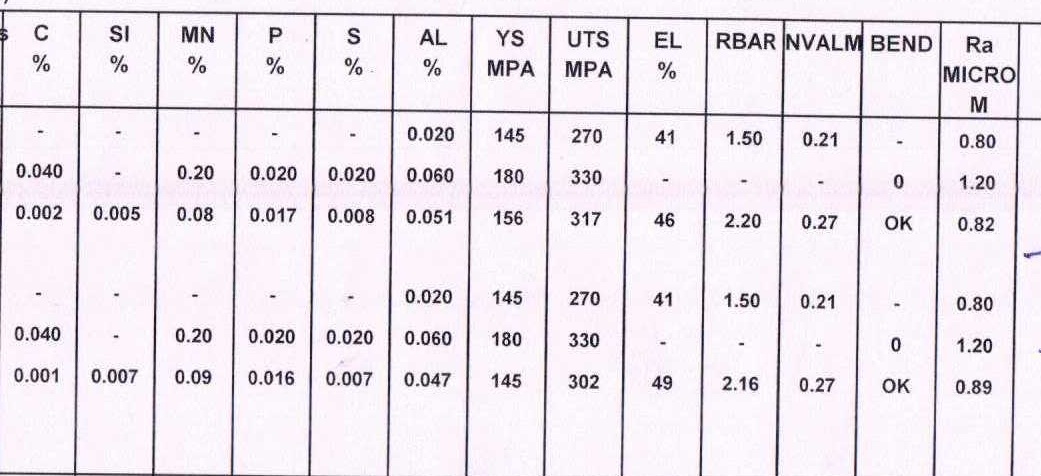 s C SI MN P S AL YS UTS EL RBAR NVALM BEND Ra
% % % % % % MPA MPA % MICRO
M
- - - - - 0.020 145 270 41 1.50 0.21 - 0.80
0.040 - 0.20 0.020 0.020 0.060 180 330 - - - 0 1.20
0.002 0.005 0.08 0.017 0.008 0.051 156 317 46 2.20 0.27 OK 0.82
- - - - - 0.020 145 270 41 1.50 0.21 - 0.80
0.040 - 0.20 0.020 0.020 0.060 180 330 - - - 0 1.20
0.001 0.007 0.09 0.016 0.007 0.047 145 302 49 2.16 0.27 OK 0.89